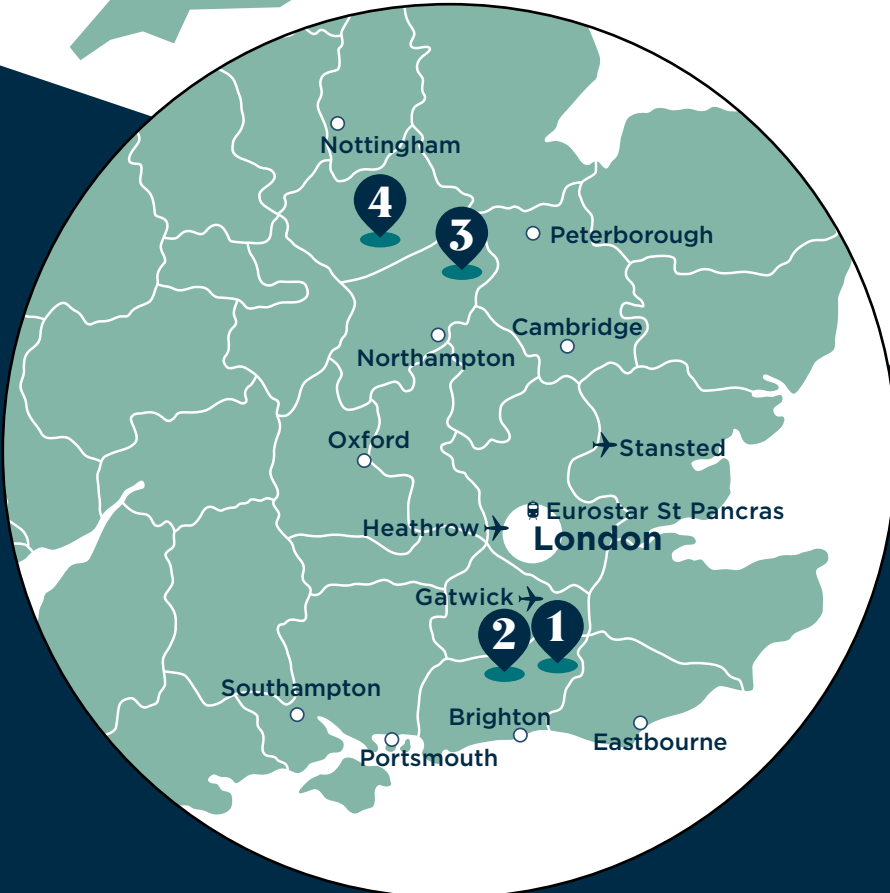 Nottingham
4
3
Peterborough
Cambridge
Northampton
Oxford
Stansted
Eurostar St Pancras
Heathrow
London
Gatwick
2
1
Southampton
Brighton
Eastbourne
Portsmouth